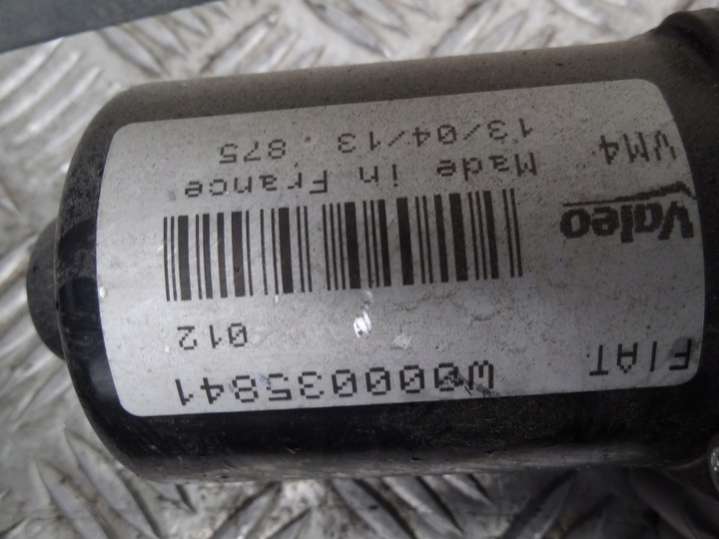 FIAT W000035841
012
Valeo Made in France
VM4 13/04/13 . 875